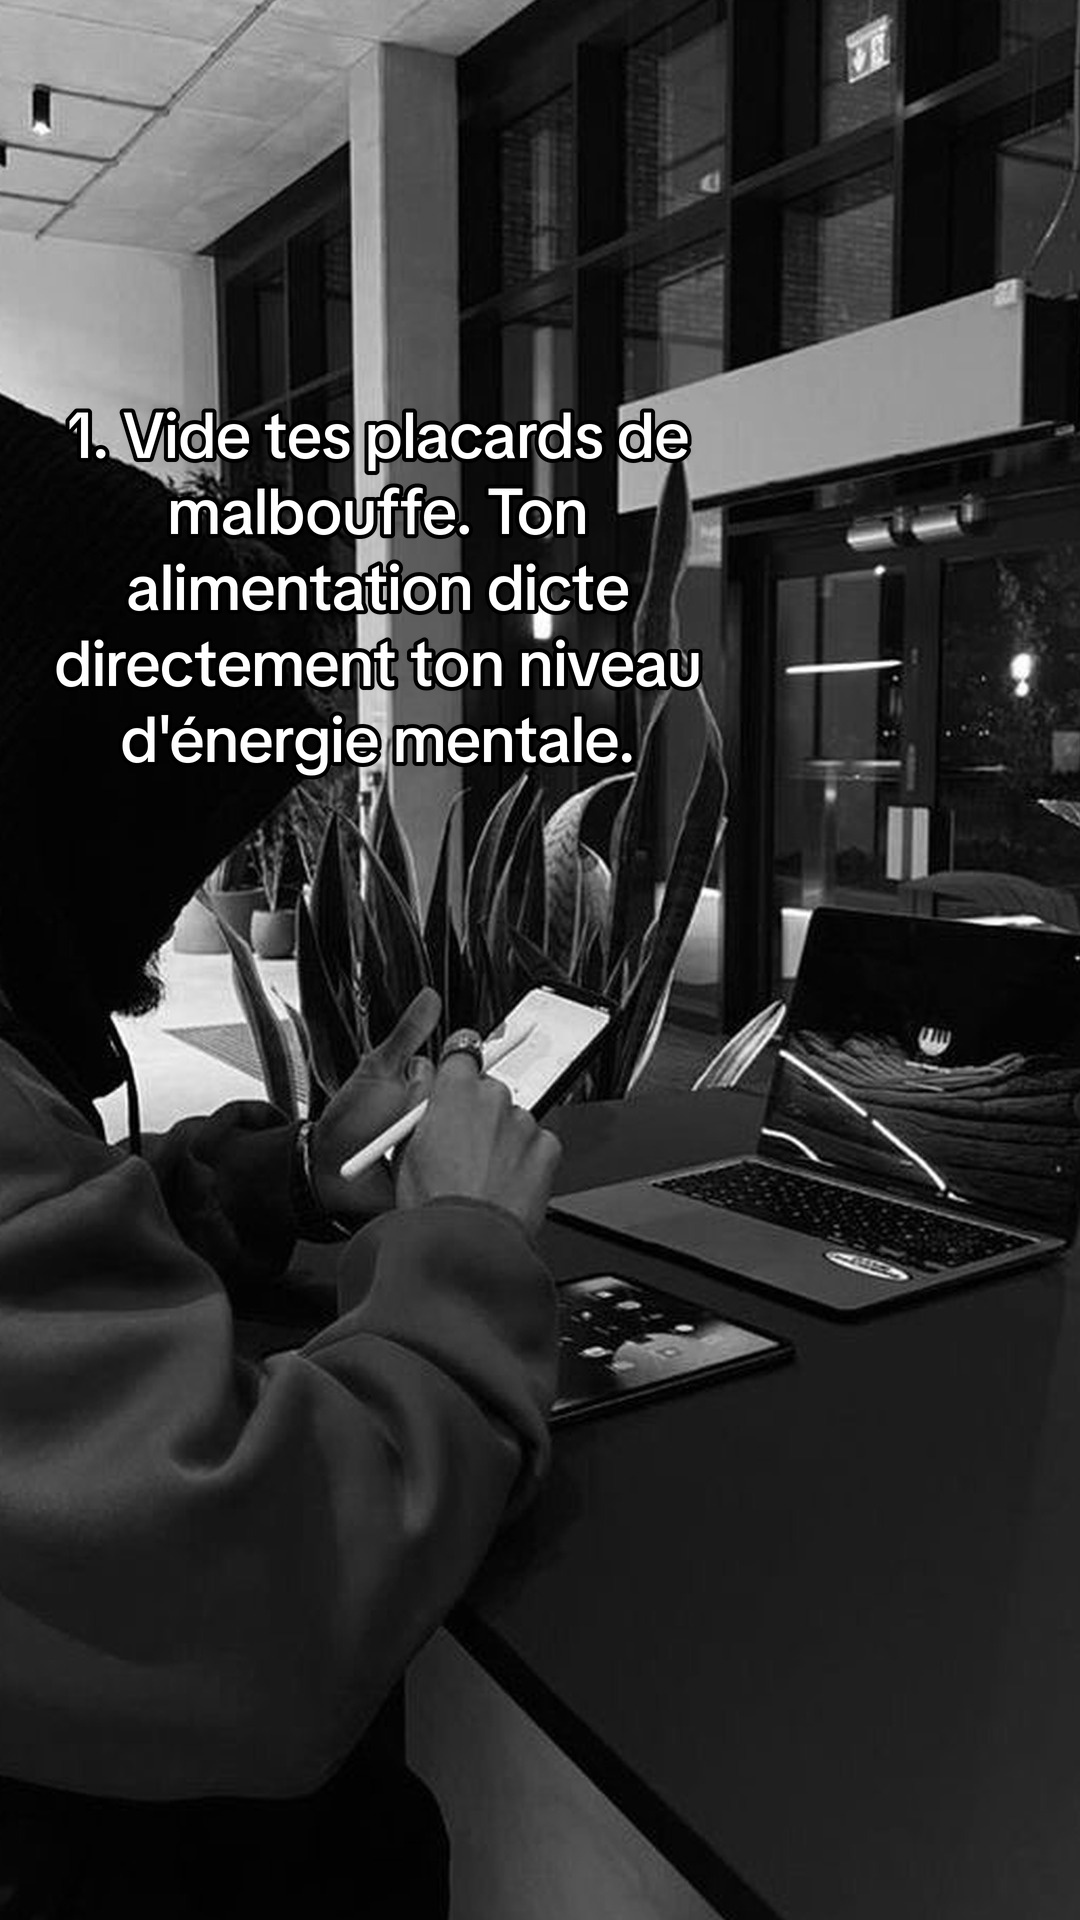 1. Vide tes placards de
malbouffe. Ton
alimentation dicte
directement ton niveau
d'énergie mentale.